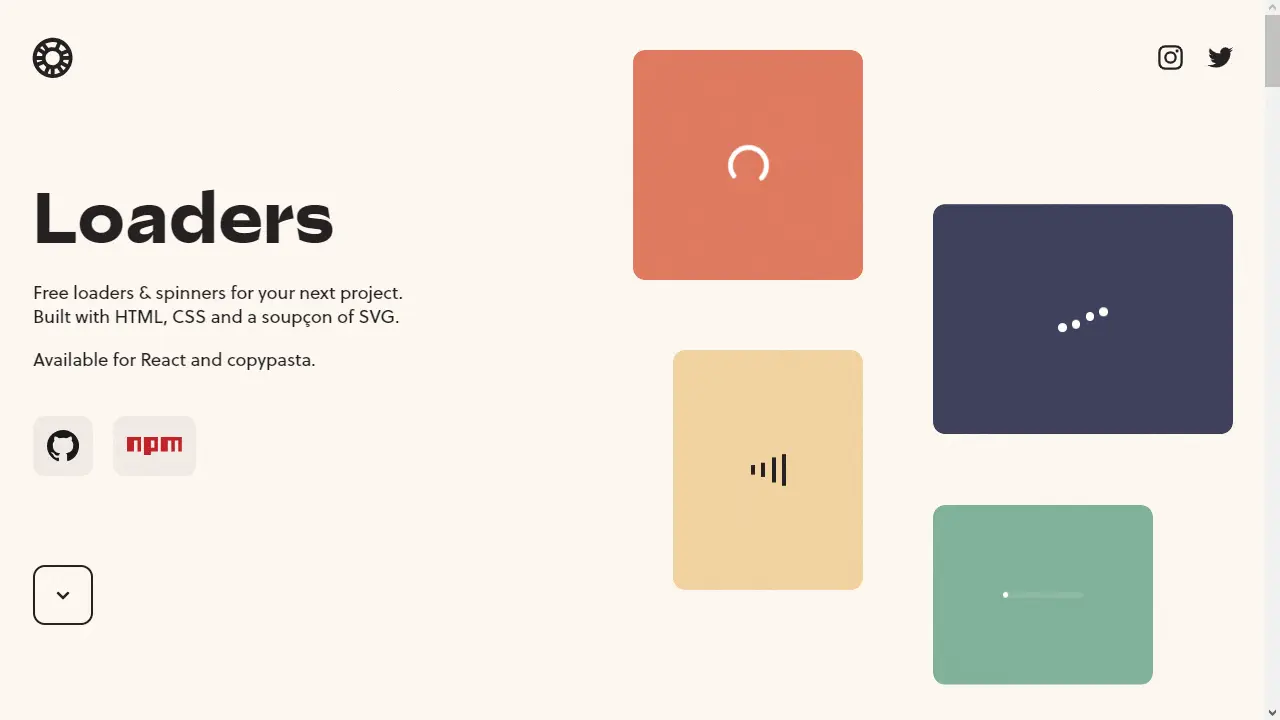 Loaders
Free loaders & spinners for your next project.
Built with HTML, CSS and a soupçon of SVG.
Available for React and copypasta.
npm